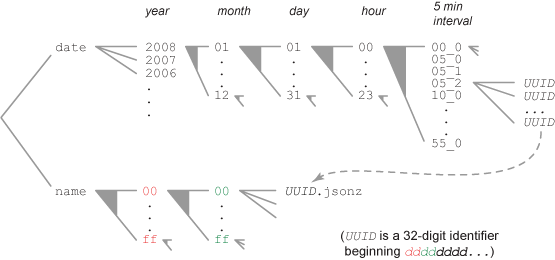 year month day hour 5 min
interval
date 2008 01 01 00 00_0
2007 . . . 05_0
2006 . . . 05_1
. . . . 05_2 UUID
. 12 31 23 10_0 UUID
. . ...
. . UUID
.
55_0
name 00 00 UUID.jsonz
. .
. .
. .
ff ff
(UUID is a 32-digit identifier
beginning dddddddd...)